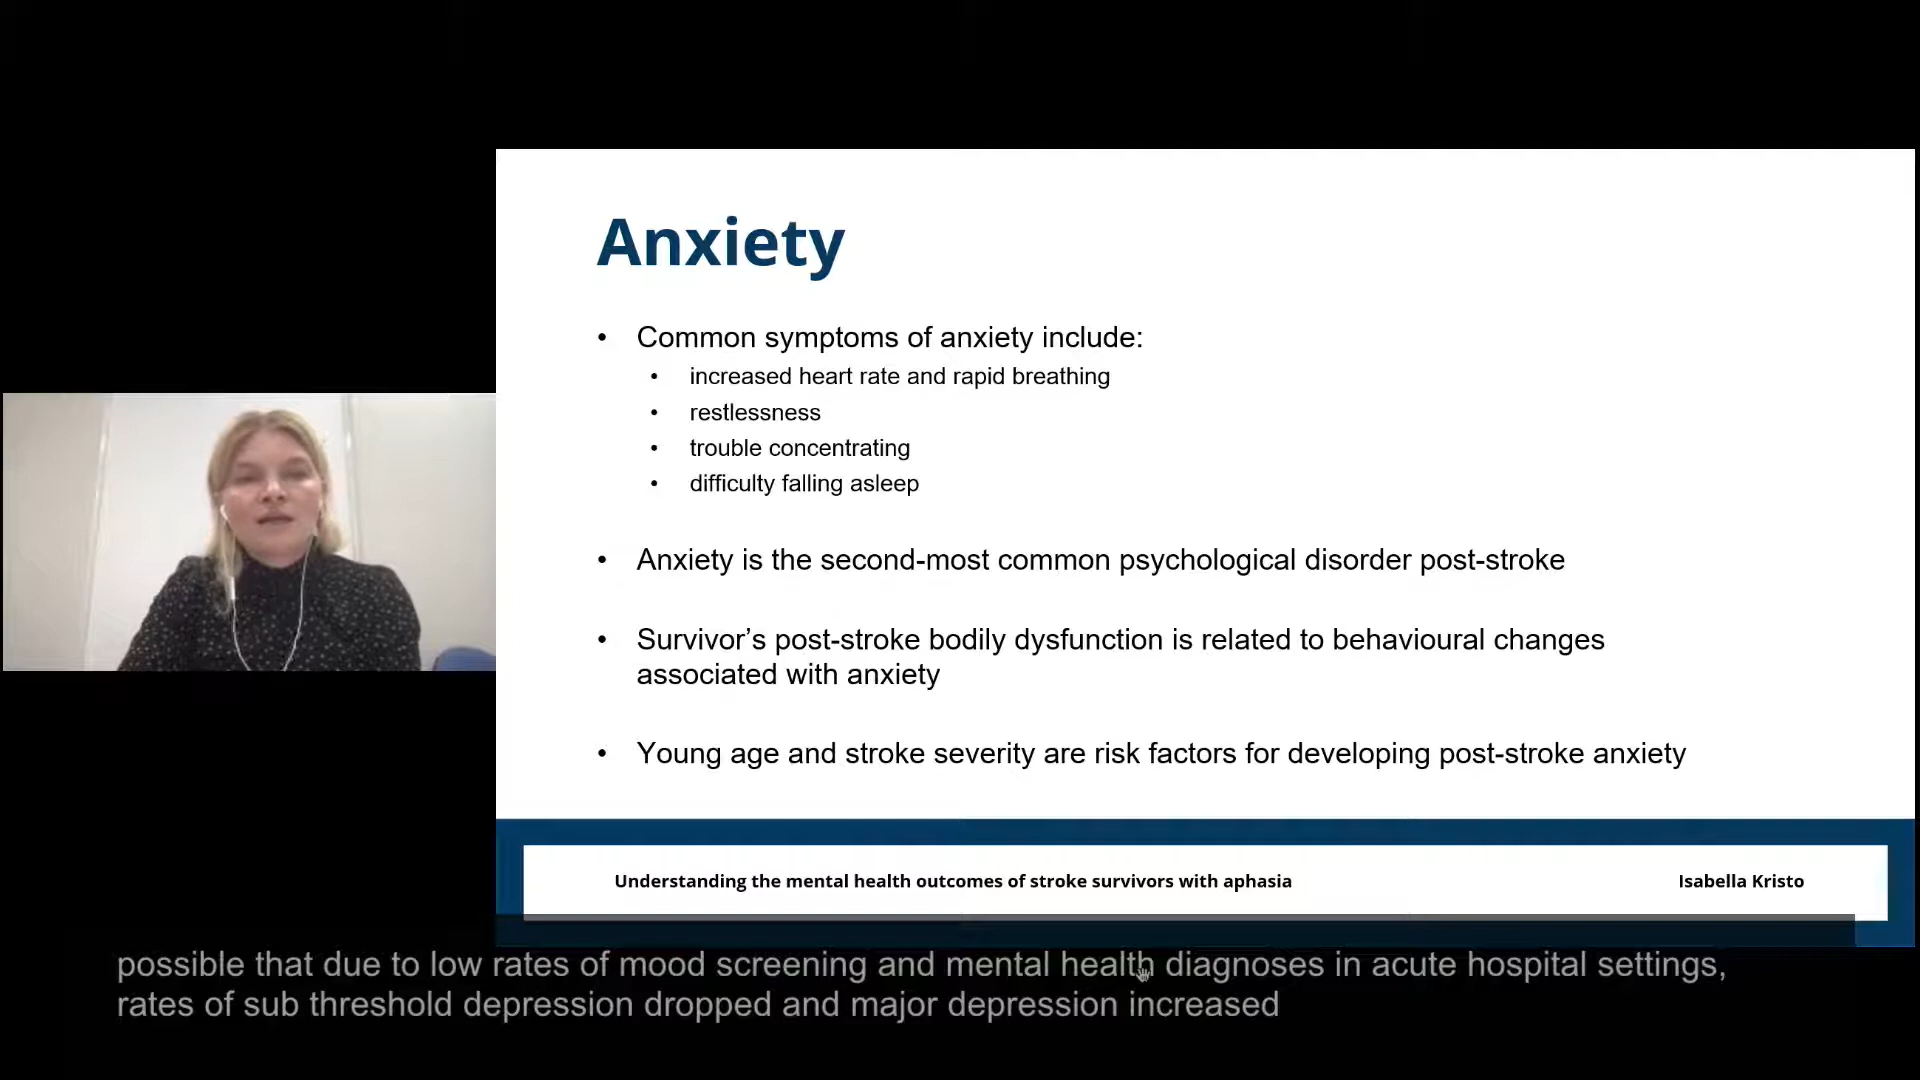 Anxiety
• Common symptoms of anxiety include:
• increased heart rate and rapid breathing
• restlessness
• trouble concentrating
• difficulty falling asleep
• Anxiety is the second-most common psychological disorder post-stroke
• Survivor’s post-stroke bodily dysfunction is related to behavioural changes
associated with anxiety
• Young age and stroke severity are risk factors for developing post-stroke anxiety
Understanding the mental health outcomes of stroke survivors with aphasia
Isabella Kristo
possible that due to low rates of mood screening and mental health diagnoses in acute hospital settings,
rates of sub threshold depression dropped and major depression increased